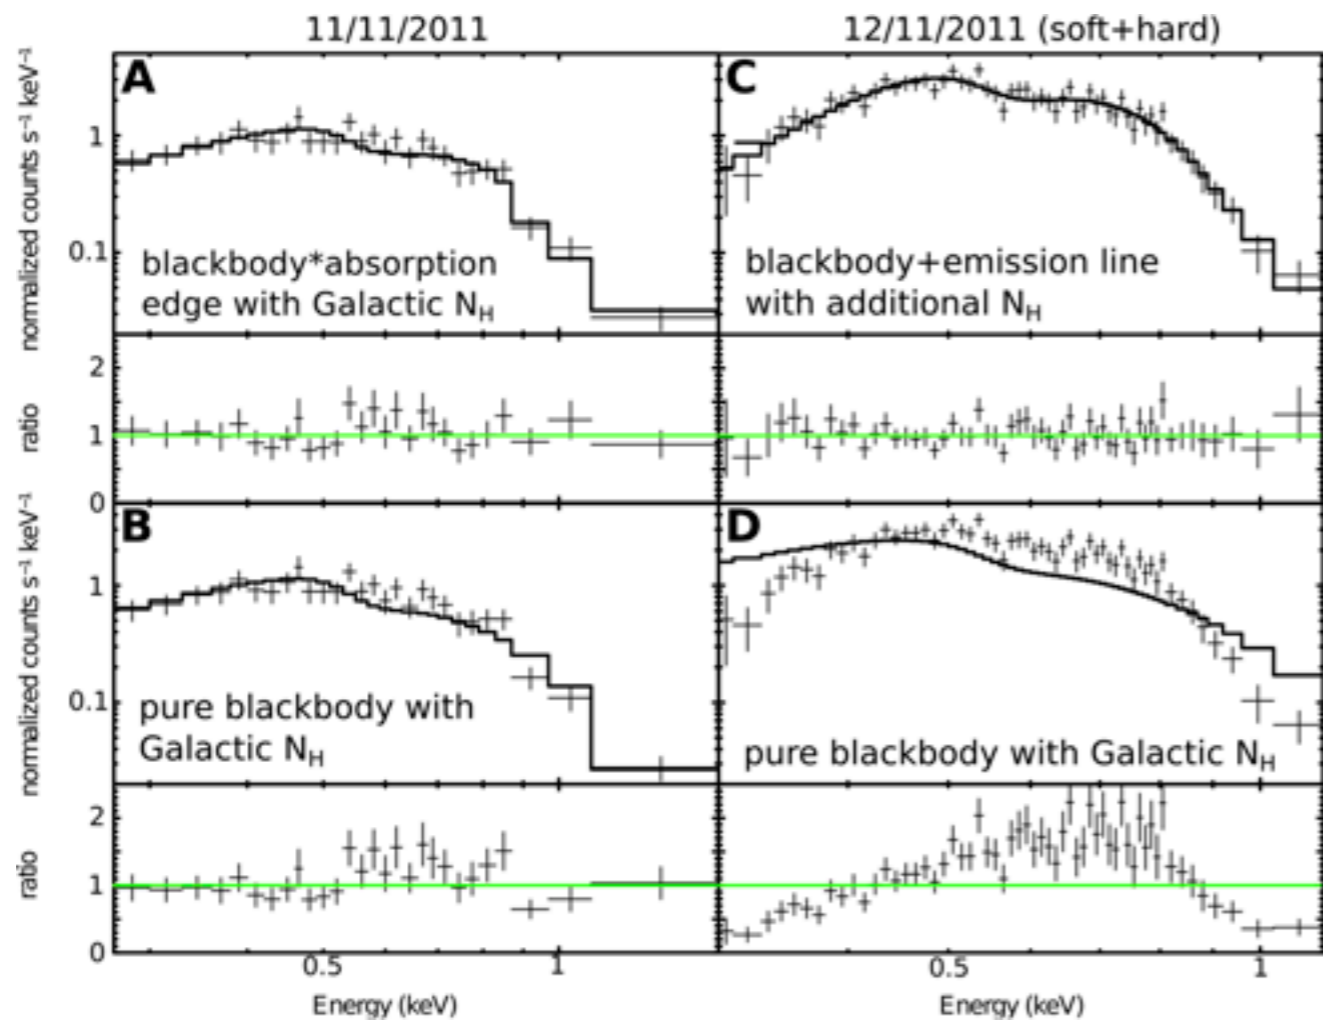 11/11/2011
12/11/2011 (soft+hard)
normalized counts s⁻¹ keV⁻¹
A
1
0.1
blackbody*absorption
edge with Galactic N_H
C
blackbody+emission line
with additional N_H
ratio
2
1
0
normalized counts s⁻¹ keV⁻¹
B
1
0.1
pure blackbody with
Galactic N_H
D
pure blackbody with Galactic N_H
ratio
2
1
0
0.5
1
0.5
1
Energy (keV)
Energy (keV)